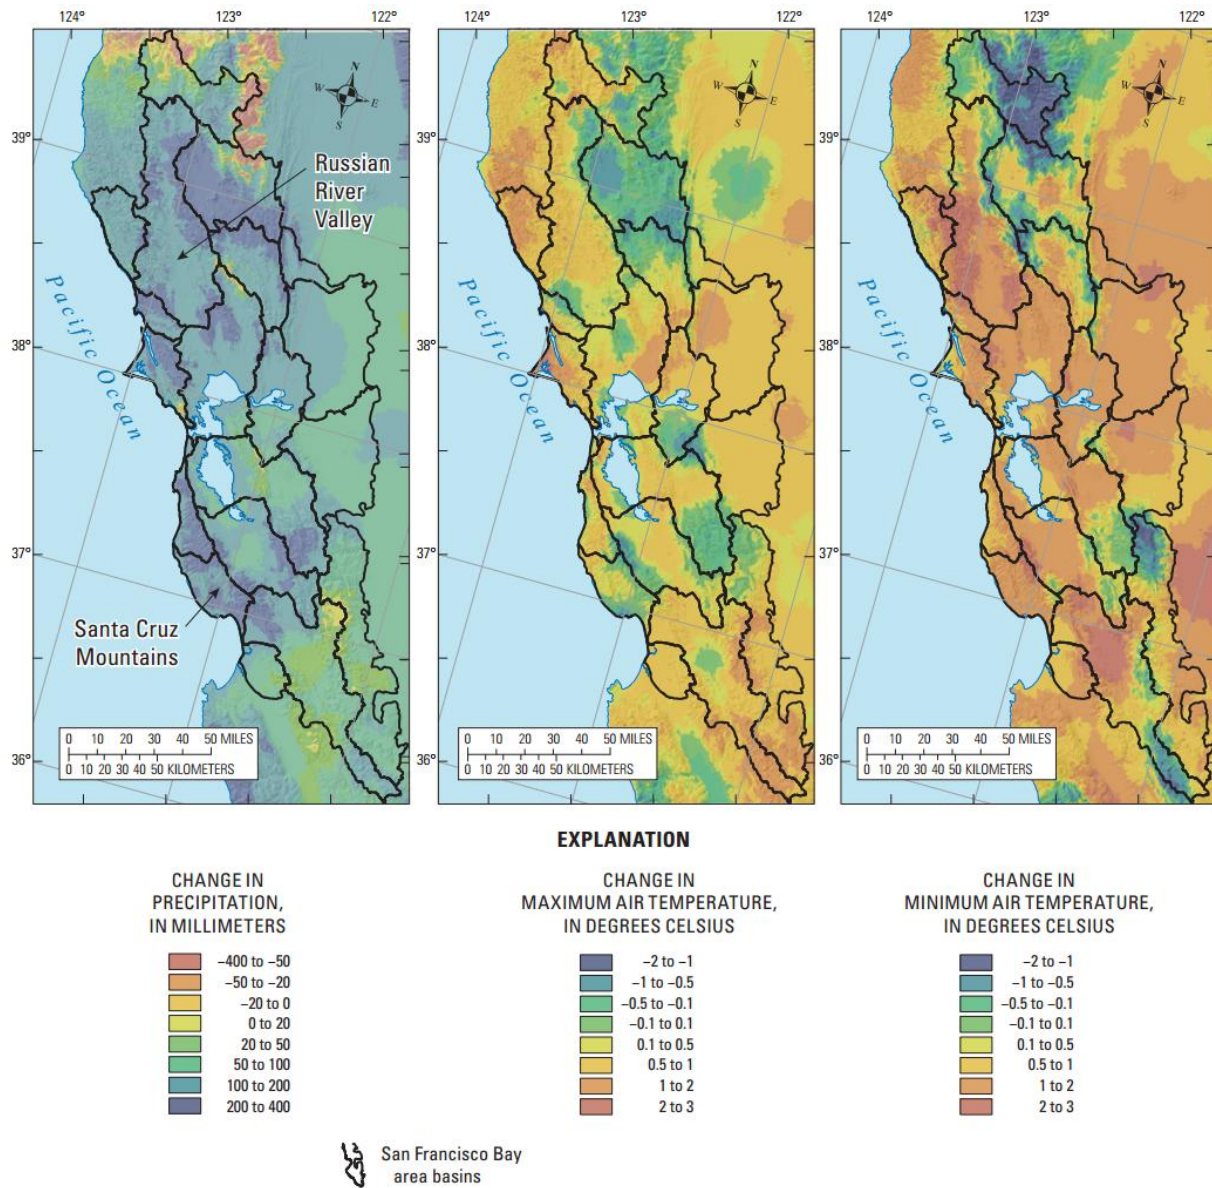 124° 123° 122° 123° 122° 123° 122°
N
W E
S
N
W E
S
N
W E
S
39° 39° 39°
Russian
River
Valley
Pacific Ocean
Pacific Ocean
Pacific Ocean
38° 38° 38°
37° 37° 37°
Santa Cruz
Mountains
0 10 20 30 40 50 MILES
0 10 20 30 40 50 KILOMETERS
0 10 20 30 40 50 MILES
0 10 20 30 40 50 KILOMETERS
0 10 20 30 40 50 MILES
0 10 20 30 40 50 KILOMETERS
36° 36° 36°
124° 123° 124° 123° 124° 123°
EXPLANATION
CHANGE IN
PRECIPITATION,
IN MILLIMETERS
−400 to −50
−50 to −20
−20 to 0
0 to 20
20 to 50
50 to 100
100 to 200
200 to 400
CHANGE IN
MAXIMUM AIR TEMPERATURE,
IN DEGREES CELSIUS
−2 to −1
−1 to −0.5
−0.5 to −0.1
−0.1 to 0.1
0.1 to 0.5
0.5 to 1
1 to 2
2 to 3
CHANGE IN
MINIMUM AIR TEMPERATURE,
IN DEGREES CELSIUS
−2 to −1
−1 to −0.5
−0.5 to −0.1
−0.1 to 0.1
0.1 to 0.5
0.5 to 1
1 to 2
2 to 3
San Francisco Bay
area basins